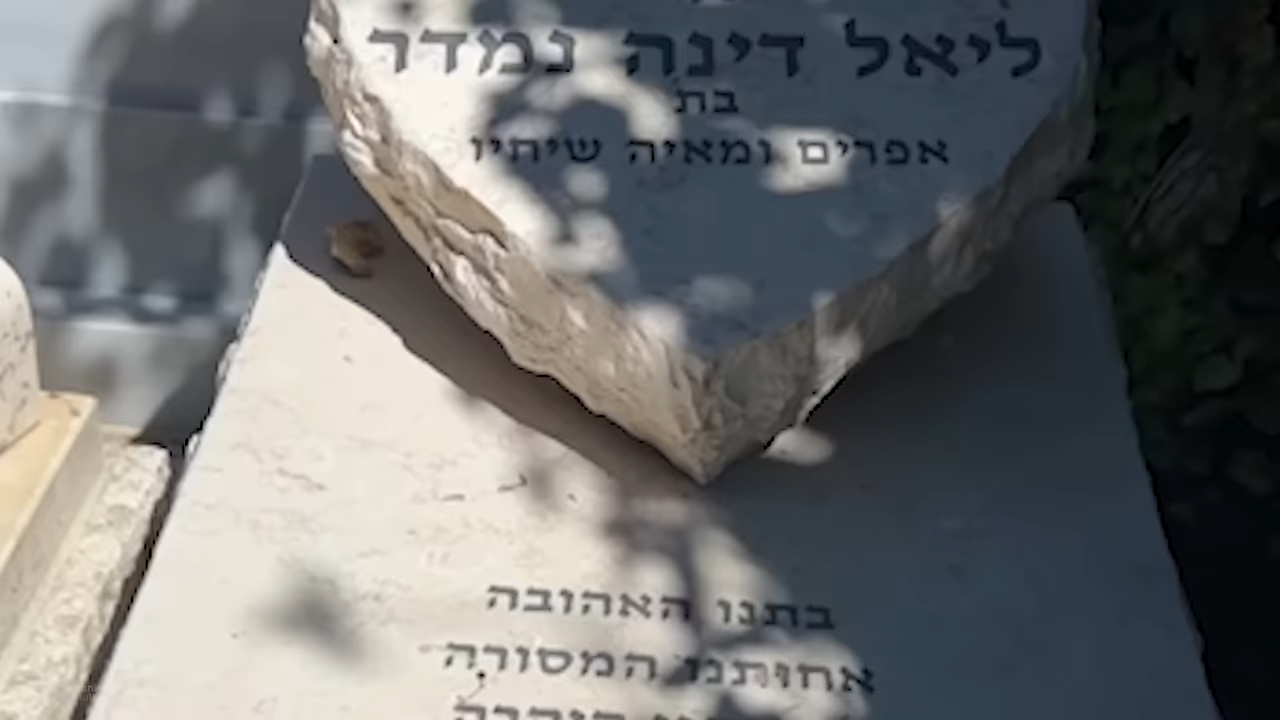 ליאל דינה נמדר
בת
אפרים ומאיה שיחיו
בתנו האהובה
אחותנו המסורה